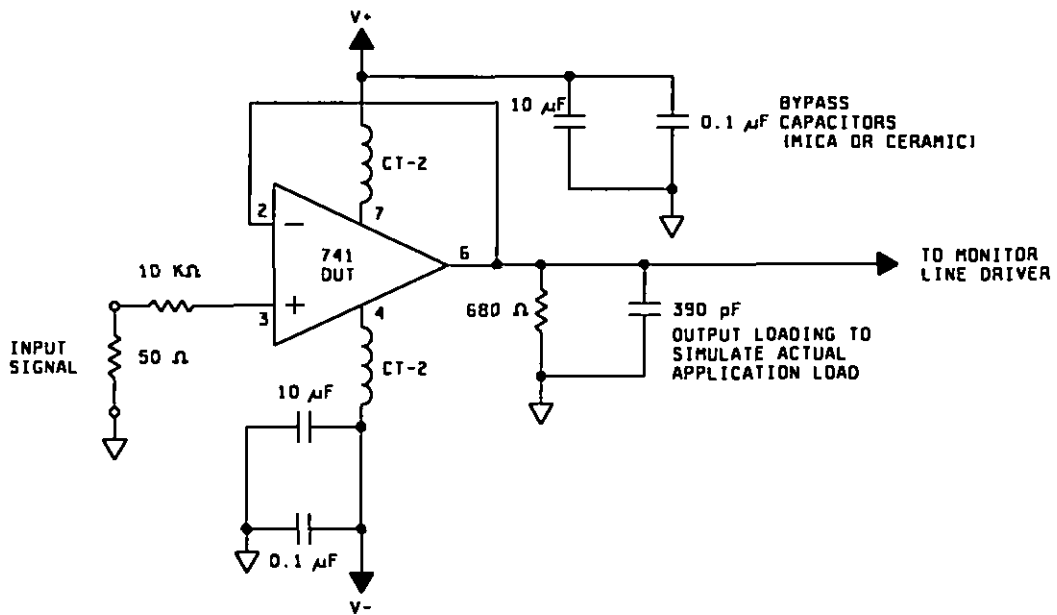 V+
10 µF
0.1 µF
BYPASS
CAPACITORS
(MICA OR CERAMIC)
CT-2
2
7
741
DUT
6
TO MONITOR
LINE DRIVER
10 KΩ
3
4
680 Ω
390 pF
OUTPUT LOADING TO
SIMULATE ACTUAL
APPLICATION LOAD
INPUT
SIGNAL
50 Ω
CT-2
10 µF
0.1 µF
V-